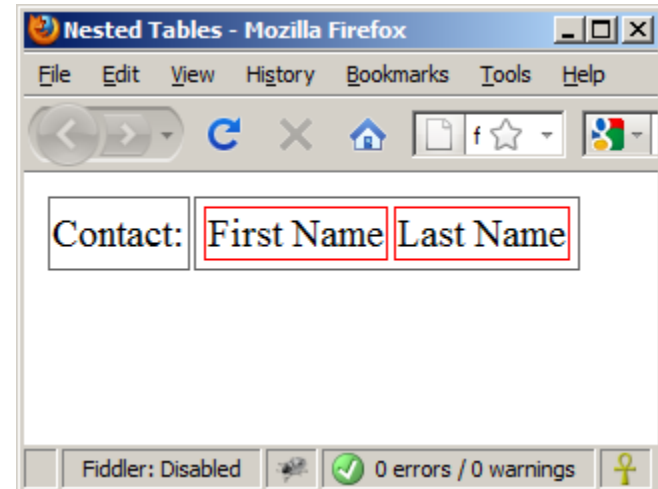 Nested Tables - Mozilla Firefox
File Edit View History Bookmarks Tools Help
f
Contact: First Name Last Name
Fiddler: Disabled 0 errors / 0 warnings